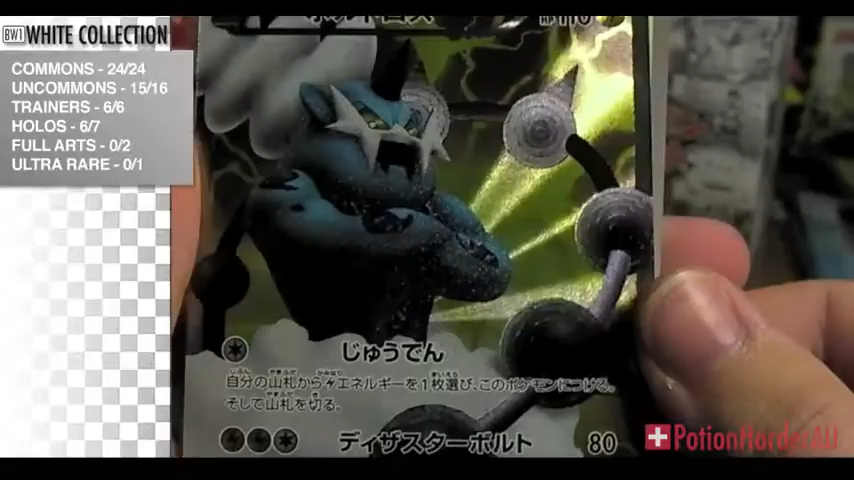 BW1 WHITE COLLECTION
COMMONS - 24/24
UNCOMMONS - 15/16
TRAINERS - 6/6
HOLOS - 6/7
FULL ARTS - 0/2
ULTRA RARE - 0/1
HP110
じゅうでん
自分の山札からエネルギーを1枚選び、このポケモンにつける。
そして山札を切る。
ディザスターボルト 80
PotionHorderAU